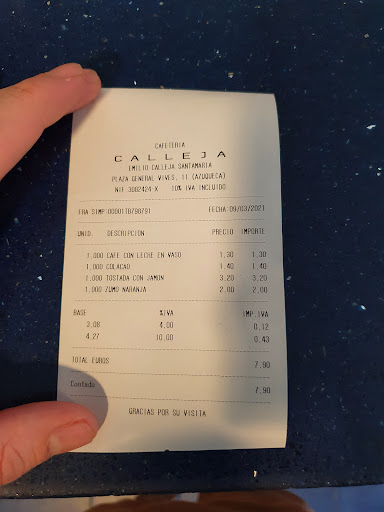 CAFETERIA
CALLEJA
EMILIO CALLEJA SANTAMARIA
PLAZA GENERAL VIVES, 11 (AZUQUECA)
NIF 3082424-X 10% IVA INCLUIDO
FRA SIMP:00001TB790701 FECHA 09/03/2021
UNID. DESCRIPCION PRECIO IMPORTE
1,000 CAFE CON LECHE EN VASO 1,30 1,30
1,000 COLACAO 1,40 1,40
1,000 TOSTADA CON JAMON 3,20 3,20
1,000 ZUMO NARANJA 2,00 2,00
BASE %IVA IMP.IVA
3,08 4,00 0,12
4,27 10,00 0,43
TOTAL EUROS 7,90
Contado 7,90
GRACIAS POR SU VISITA